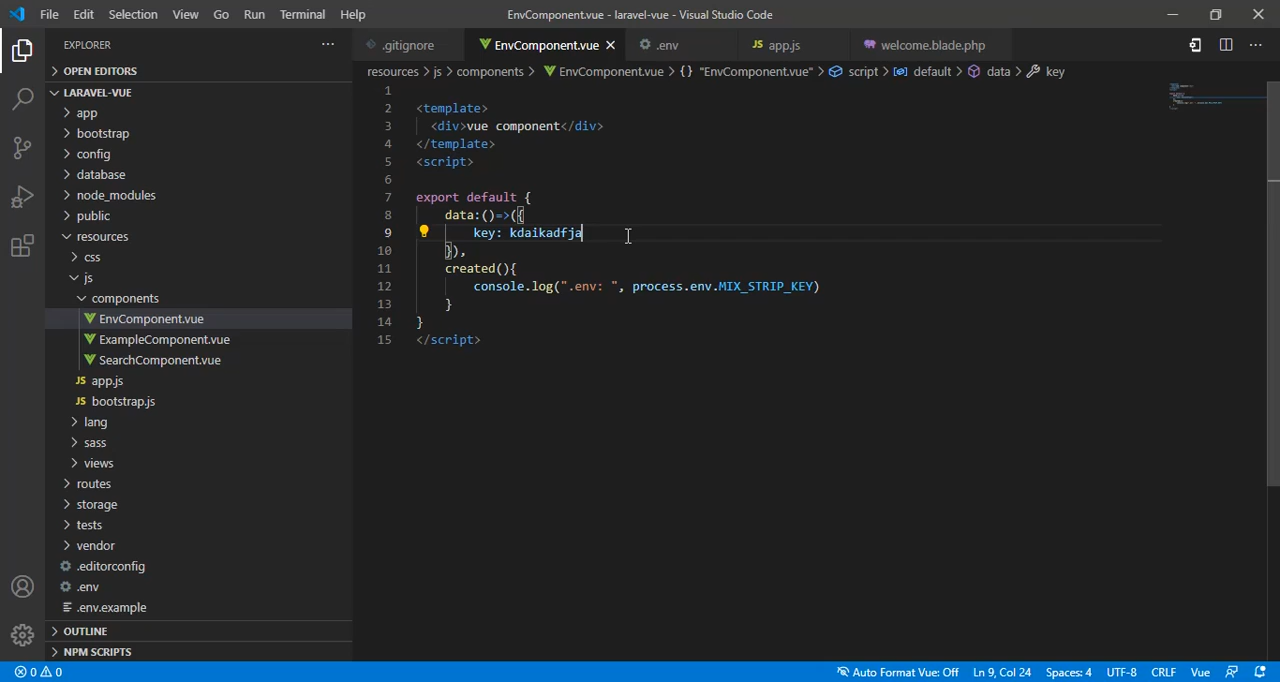 File Edit Selection View Go Run Terminal Help
EnvComponent.vue - laravel-vue - Visual Studio Code
EXPLORER
OPEN EDITORS
LARAVEL-VUE
app
bootstrap
config
database
node_modules
public
resources
css
js
components
EnvComponent.vue
ExampleComponent.vue
SearchComponent.vue
JS app.js
JS bootstrap.js
lang
sass
views
routes
storage
tests
vendor
.editorconfig
.env
.env.example
OUTLINE
NPM SCRIPTS
.gitignore EnvComponent.vue .env JS app.js welcome.blade.php
resources > js > components > EnvComponent.vue > {} "EnvComponent.vue" > script > default > data > key
1
2 <template>
3 <div>vue component</div>
4 </template>
5 <script>
6
7 export default {
8 data:()=>({
9 key: kdaikadfja
10 }),
11 created(){
12 console.log(".env: ", process.env.MIX_STRIP_KEY)
13 }
14 }
15 </script>
0 0 Auto Format Vue: Off Ln 9, Col 24 Spaces: 4 UTF-8 CRLF Vue